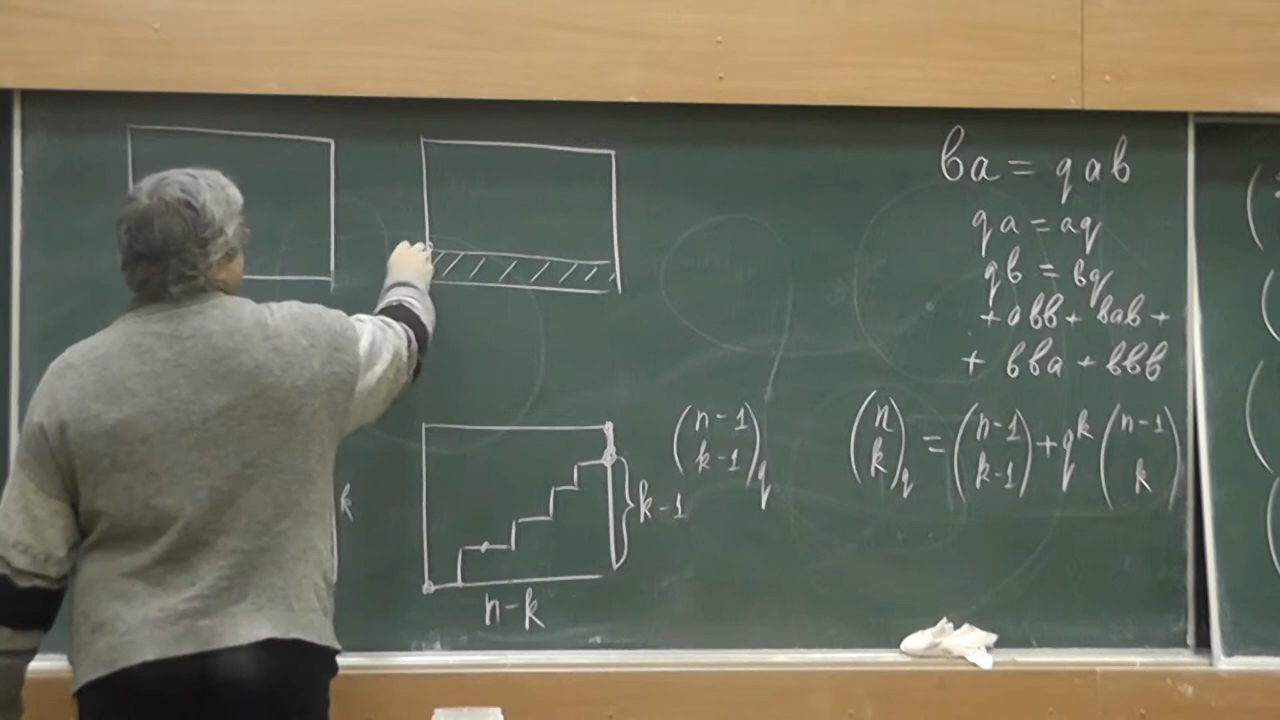 ba = qab
qa = aq
qb = bq
+ abb + bab +
+ bba + bbb
k
k-1
n-k
(n-1 k-1)_q
(n k)_q = (n-1 k-1) + q^k (n-1 k)